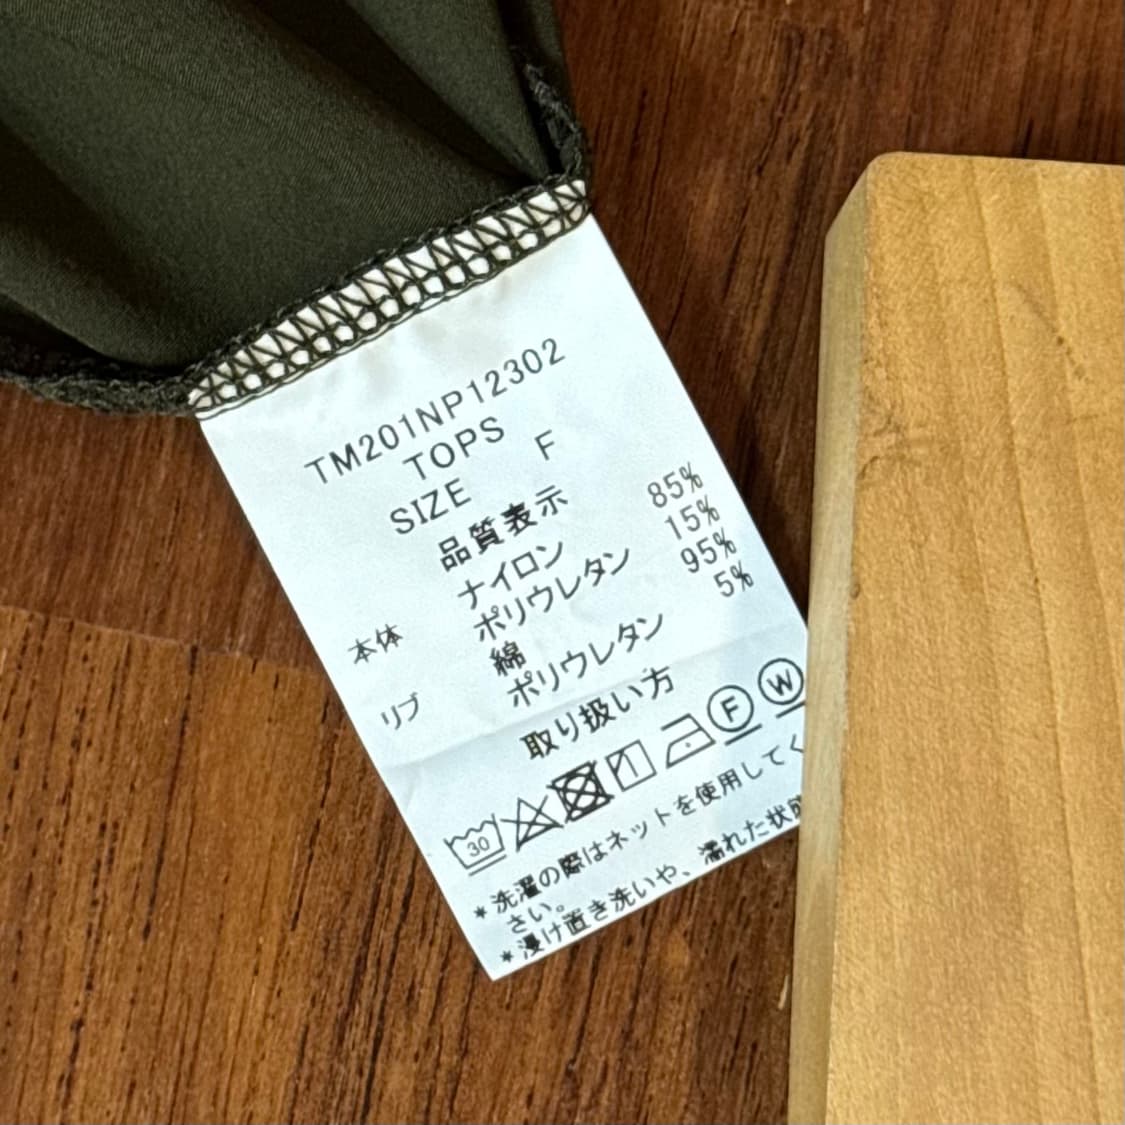 TM201NP12302
TOPS
SIZE F
品質表示
本体 ナイロン 85%
ポリウレタン 15%
リブ 綿 95%
ポリウレタン 5%
取り扱い方
30 F W
*洗濯の際はネットを使用してく
さい。
*浸け置き洗いや、濡れた状態